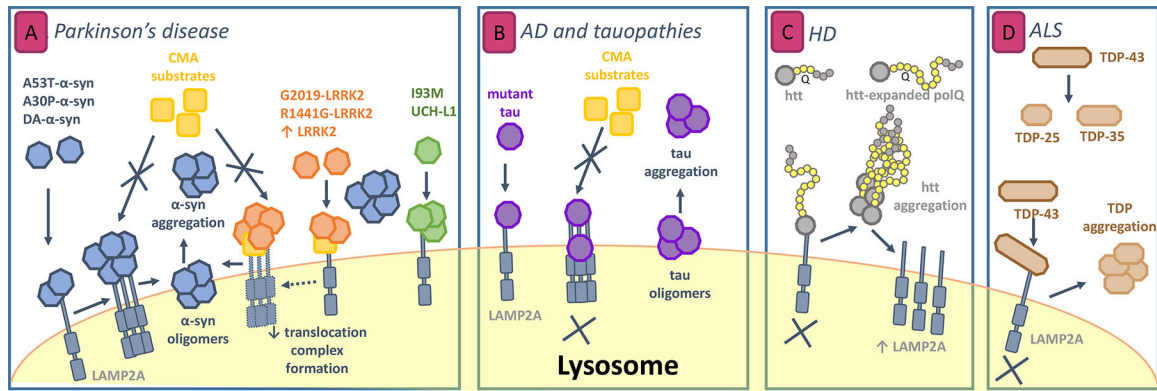 A
Parkinson's disease
A53T-α-syn
A30P-α-syn
DA-α-syn
CMA
substrates
G2019-LRRK2
R1441G-LRRK2
↑ LRRK2
I93M
UCH-L1
α-syn
aggregation
α-syn
oligomers
LAMP2A
↓ translocation
complex
formation
B
AD and tauopathies
mutant
tau
CMA
substrates
tau
aggregation
tau
oligomers
LAMP2A
Lysosome
C
HD
Q
htt
Q
htt-expanded polQ
htt
aggregation
↑ LAMP2A
D
ALS
TDP-43
TDP-25
TDP-35
TDP-43
TDP
aggregation
LAMP2A